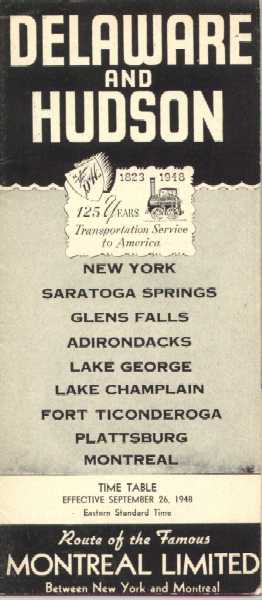 DELAWARE
AND
HUDSON
The D&H
1823 1948
125 YEARS
Transportation Service
to America
NEW YORK
SARATOGA SPRINGS
GLENS FALLS
ADIRONDACKS
LAKE GEORGE
LAKE CHAMPLAIN
FORT TICONDEROGA
PLATTSBURG
MONTREAL
TIME TABLE
EFFECTIVE SEPTEMBER 26, 1948
Eastern Standard Time
Route of the Famous
MONTREAL LIMITED
Between New York and Montreal